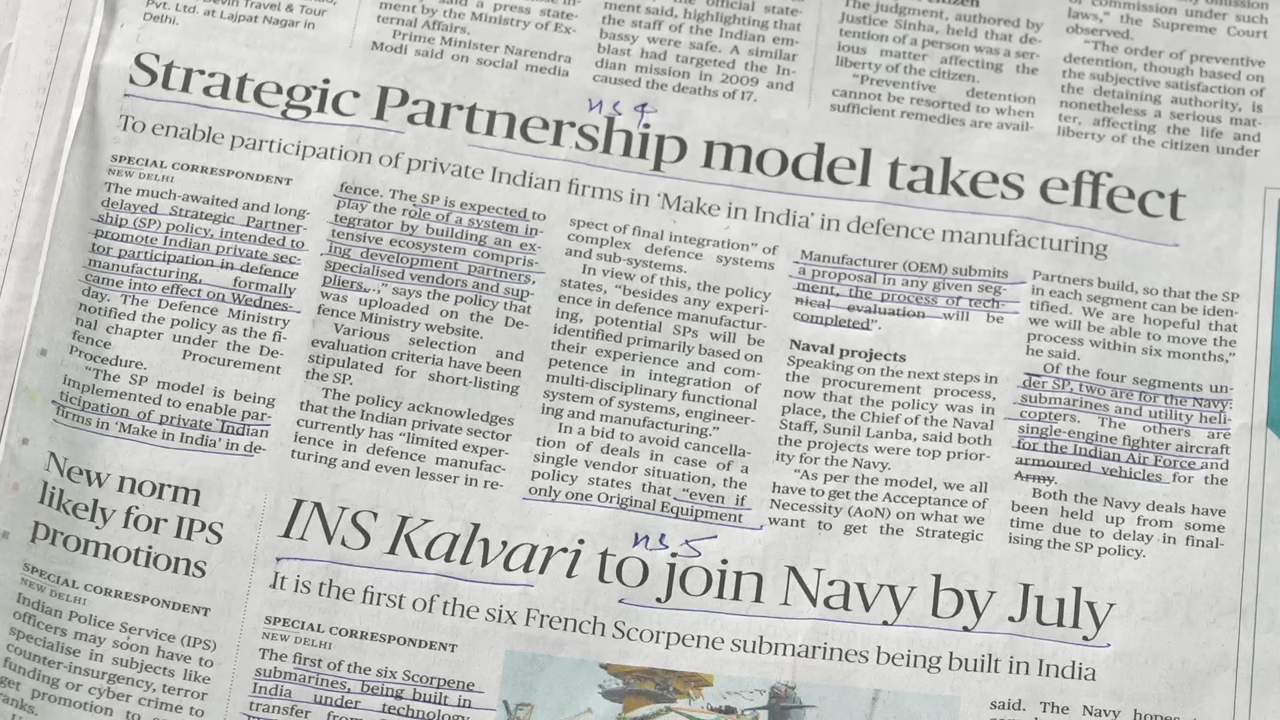 Devin Travel & Tour
Pvt. Ltd. at Lajpat Nagar in
Delhi.
said a press state-
ment by the Ministry of Ex-
ternal Affairs.
Prime Minister Narendra
Modi said on social media
official state-
ment said, highlighting that
the staff of the Indian em-
bassy were safe. A similar
blast had targeted the In-
dian mission in 2009 and
caused the deaths of 17.
The judgment, authored by
Justice Sinha, held that de-
tention of a person was a ser-
ious matter affecting the
liberty of the citizen.
"Preventive detention
cannot be resorted to when
sufficient remedies are avail-
commission under such
laws," the Supreme Court
observed.
"The order of preventive
detention, though based on
the subjective satisfaction of
the detaining authority, is
nonetheless a serious mat-
ter, affecting the life and
liberty of the citizen under
Strategic Partnership model takes effect
To enable participation of private Indian firms in 'Make in India' in defence manufacturing
SPECIAL CORRESPONDENT
NEW DELHI
The much-awaited and long-
delayed Strategic Partner-
ship (SP) policy, intended to
promote Indian private sec-
tor participation in defence
manufacturing, formally
came into effect on Wednes-
day. The Defence Ministry
notified the policy as the fi-
nal chapter under the De-
fence Procurement
Procedure.
"The SP model is being
implemented to enable par-
ticipation of private Indian
firms in 'Make in India' in de-
fence. The SP is expected to
play the role of a system in-
tegrator by building an ex-
tensive ecosystem compris-
ing development partners,
specialised vendors and sup-
pliers...," says the policy that
was uploaded on the De-
fence Ministry website.
Various selection and
evaluation criteria have been
stipulated for short-listing
the SP.
The policy acknowledges
that the Indian private sector
currently has "limited exper-
ience in defence manufac-
turing and even lesser in re-
spect of final integration" of
complex defence systems
and sub-systems.
In view of this, the policy
states, "besides any experi-
ence in defence manufactur-
ing, potential SPs will be
identified primarily based on
their experience and com-
petence in integration of
multi-disciplinary functional
system of systems, engineer-
ing and manufacturing."
In a bid to avoid cancella-
tion of deals in case of a
single vendor situation, the
policy states that "even if
only one Original Equipment
Manufacturer (OEM) submits
a proposal in any given seg-
ment, the process of tech-
nical evaluation will be
completed".
Naval projects
Speaking on the next steps in
the procurement process,
now that the policy was in
place, the Chief of the Naval
Staff, Sunil Lanba, said both
the projects were top prior-
ity for the Navy.
"As per the model, we all
have to get the Acceptance of
Necessity (AoN) on what we
want to get the Strategic
Partners build, so that the SP
in each segment can be iden-
tified. We are hopeful that
we will be able to move the
process within six months,"
he said.
Of the four segments un-
der SP, two are for the Navy:
submarines and utility heli-
copters. The others are
single-engine fighter aircraft
for the Indian Air Force and
armoured vehicles for the
Army.
Both the Navy deals have
been held up from some
time due to delay in final-
ising the SP policy.
New norm
likely for IPS
promotions
SPECIAL CORRESPONDENT
NEW DELHI
Indian Police Service (IPS)
officers may soon have to
specialise in subjects like
counter-insurgency, terror
funding or cyber crime to
get promotion to
ranks.
ns.5
INS Kalvari to join Navy by July
It is the first of the six French Scorpene submarines being built in India
SPECIAL CORRESPONDENT
NEW DELHI
The first of the six Scorpene
submarines, being built in
India under technology
transfer from
said. The Navy hopes